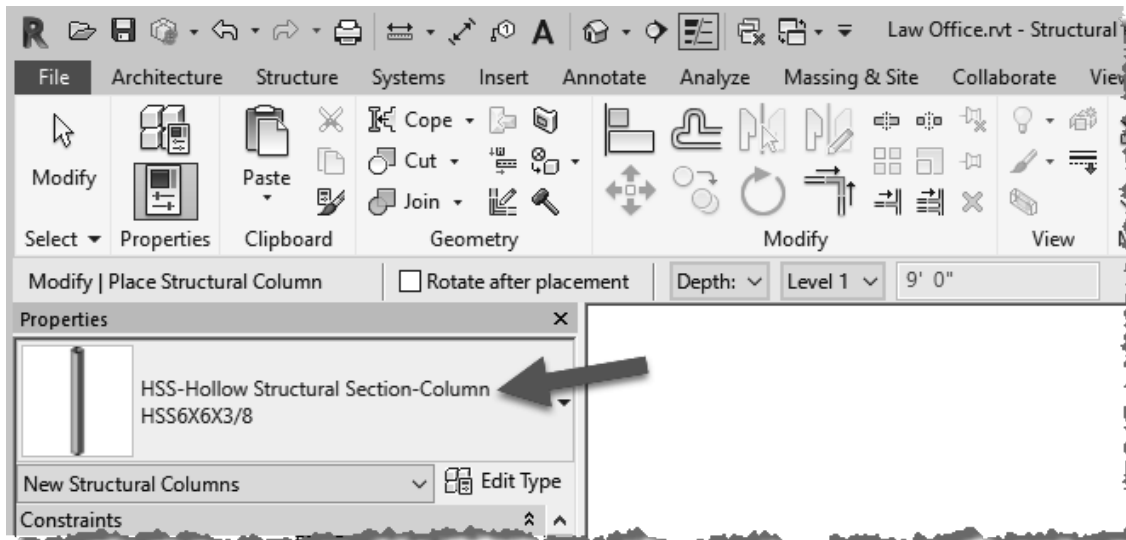 Law Office.rvt - Structural
File Architecture Structure Systems Insert Annotate Analyze Massing & Site Collaborate View
Modify Paste Cope Cut Join
Select Properties Clipboard Geometry Modify View
Modify | Place Structural Column Rotate after placement Depth: Level 1 9' 0"
Properties
HSS-Hollow Structural Section-Column
HSS6X6X3/8
New Structural Columns Edit Type
Constraints